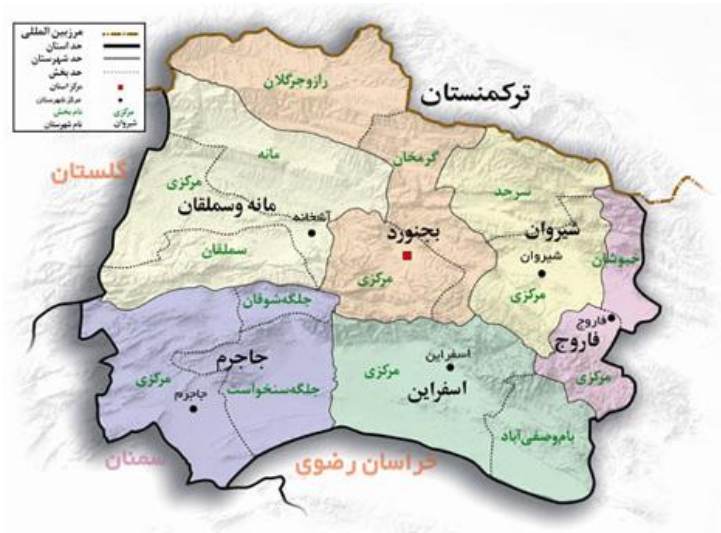 مرزبین المللی
حد استان
حد شهرستان
حد بخش
مرکز استان
مرکز شهرستان
نام بخش مرکزی
نام شهرستان شیروان
ترکمنستان
گلستان
سمنان
خراسان رضوی
رازوجرگلان
گرمخان
بجنورد
مرکزی
مانه
مرکزی
مانه وسملقان
آشخانه
سملقان
سرحد
شیروان
شیروان
مرکزی
خبوشان
فاروج
فاروج
مرکزی
جلگه‌شوقان
جاجرم
مرکزی
جاجرم
جلگه‌سنخواست
اسفراین
مرکزی
اسفراین
بام‌وصفی‌آباد